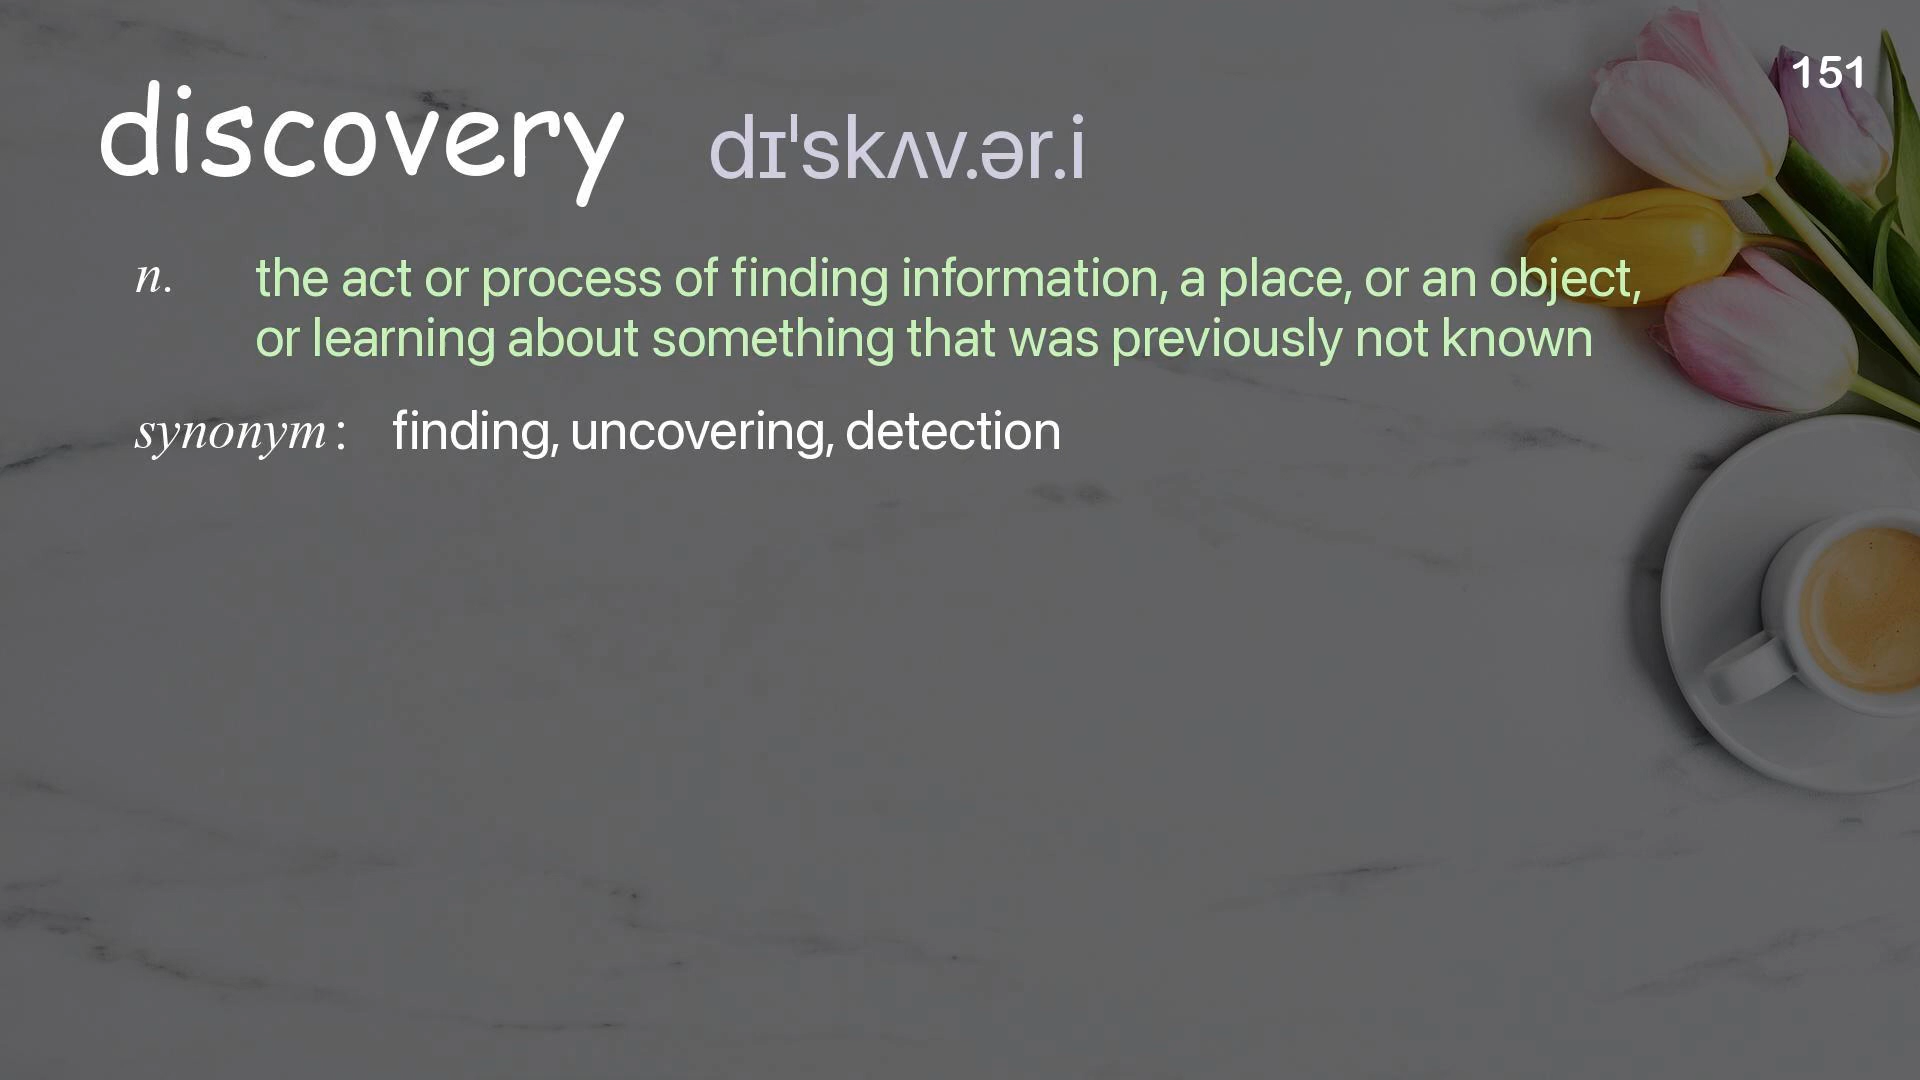 151
discovery dɪˈskʌv.ər.i
n. the act or process of finding information, a place, or an object,
or learning about something that was previously not known
synonym : finding, uncovering, detection